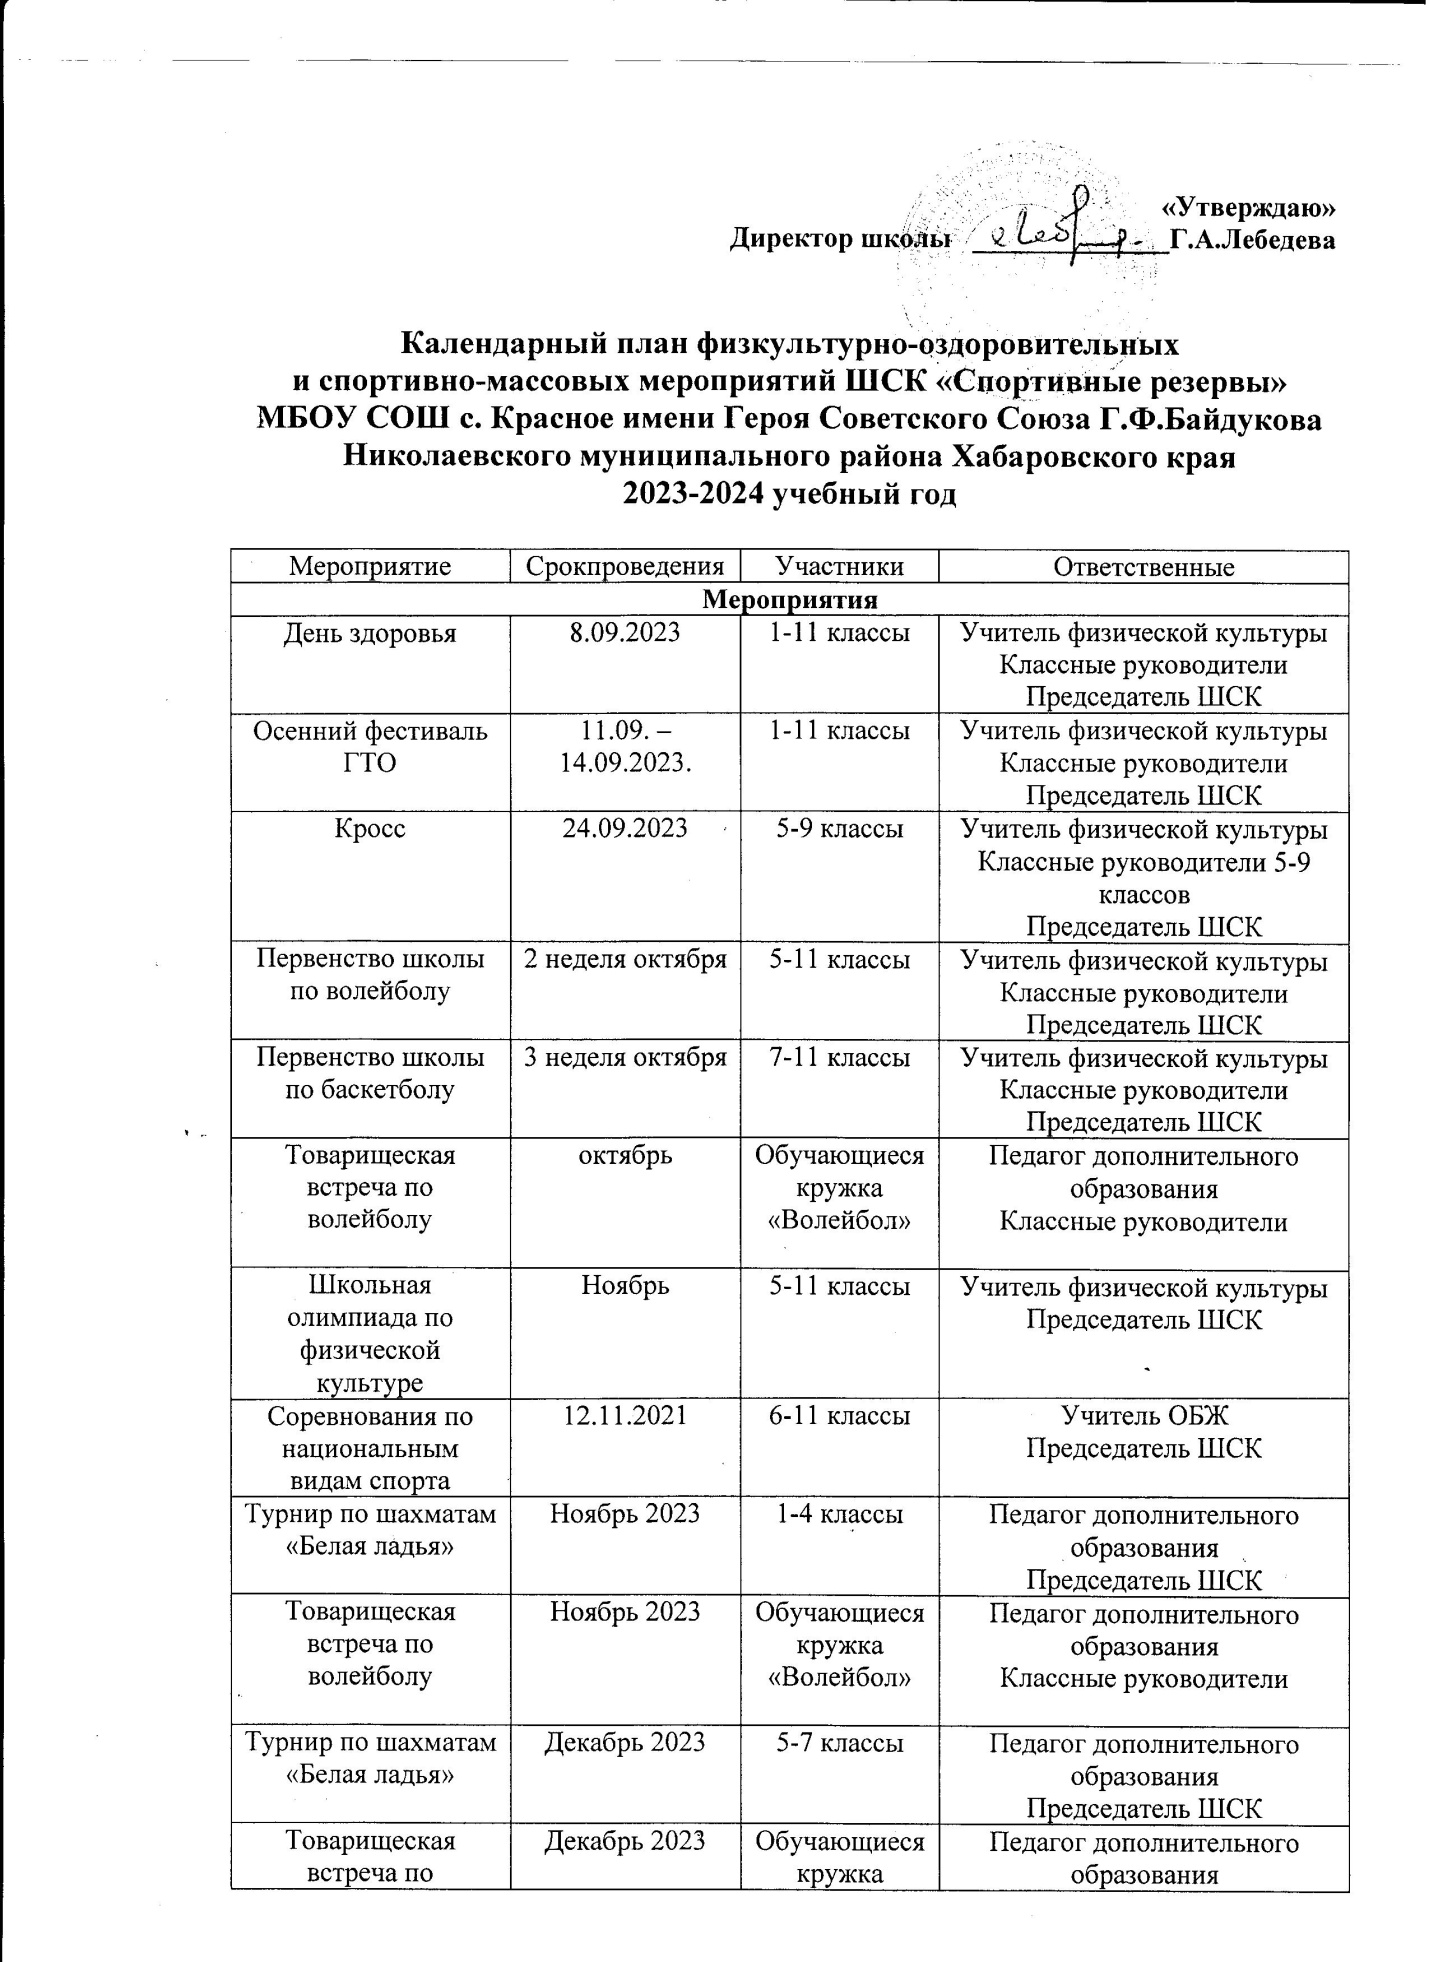 «Утверждаю»
Директор школы ______________Г.А.Лебедева
Календарный план физкультурно-оздоровительных
и спортивно-массовых мероприятий ШСК «Спортивные резервы»
МБОУ СОШ с. Красное имени Героя Советского Союза Г.Ф.Байдукова
Николаевского муниципального района Хабаровского края
2023-2024 учебный год
Мероприятие Срокпроведения Участники Ответственные
Мероприятия
День здоровья 8.09.2023 1-11 классы Учитель физической культуры
Классные руководители
Председатель ШСК
Осенний фестиваль 11.09. – 1-11 классы Учитель физической культуры
ГТО 14.09.2023. Классные руководители
Председатель ШСК
Кросс 24.09.2023 5-9 классы Учитель физической культуры
Классные руководители 5-9
классов
Председатель ШСК
Первенство школы 2 неделя октября 5-11 классы Учитель физической культуры
по волейболу Классные руководители
Председатель ШСК
Первенство школы 3 неделя октября 7-11 классы Учитель физической культуры
по баскетболу Классные руководители
Председатель ШСК
Товарищеская октябрь Обучающиеся Педагог дополнительного
встреча по кружка образования
волейболу «Волейбол» Классные руководители
Школьная Ноябрь 5-11 классы Учитель физической культуры
олимпиада по Председатель ШСК
физической
культуре
Соревнования по 12.11.2021 6-11 классы Учитель ОБЖ
национальным Председатель ШСК
видам спорта
Турнир по шахматам Ноябрь 2023 1-4 классы Педагог дополнительного
«Белая ладья» образования
Председатель ШСК
Товарищеская Ноябрь 2023 Обучающиеся Педагог дополнительного
встреча по кружка образования
волейболу «Волейбол» Классные руководители
Турнир по шахматам Декабрь 2023 5-7 классы Педагог дополнительного
«Белая ладья» образования
Председатель ШСК
Товарищеская Декабрь 2023 Обучающиеся Педагог дополнительного
встреча по кружка образования